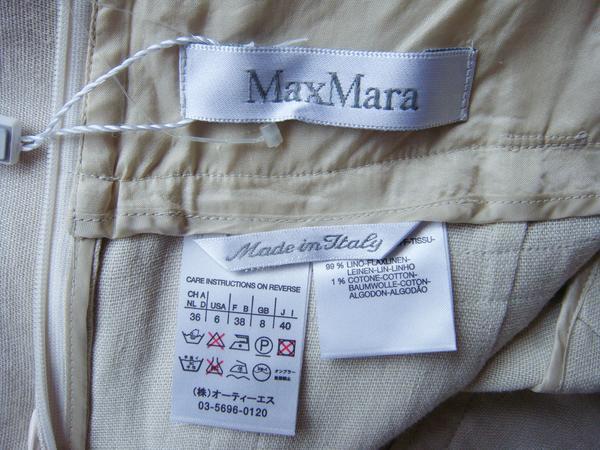 MaxMara
Made in Italy
CARE INSTRUCTIONS ON REVERSE
CH A
NL D USA F B GB J I
36 6 38 8 40
P
(株)オーティーエス
03-5696-0120
F-TISSU-
99 % LINO-FLAXLINEN-
LEINEN-LIN-LINHO
1 % COTONE-COTTON-
BAUMWOLLE-COTON-
ALGODON-ALGODÃO